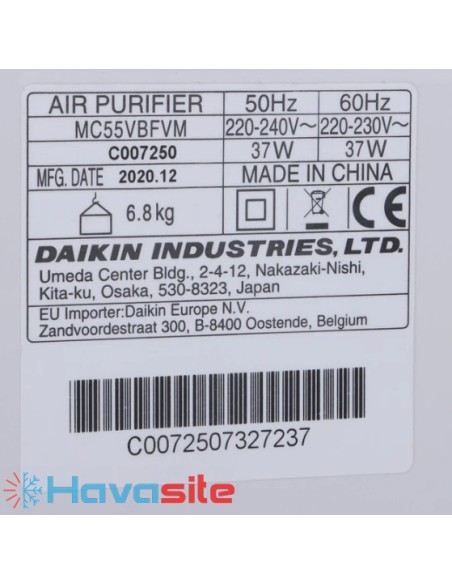 AIR PURIFIER 50Hz 60Hz
MC55VBFVM 220-240V~ 220-230V~
C007250 37W 37W
MFG. DATE 2020.12 MADE IN CHINA
6.8kg CE
DAIKIN INDUSTRIES, LTD.
Umeda Center Bldg., 2-4-12, Nakazaki-Nishi,
Kita-ku, Osaka, 530-8323, Japan
EU Importer:Daikin Europe N.V.
Zandvoordestraat 300, B-8400 Oostende, Belgium
C0072507327237
Havasite